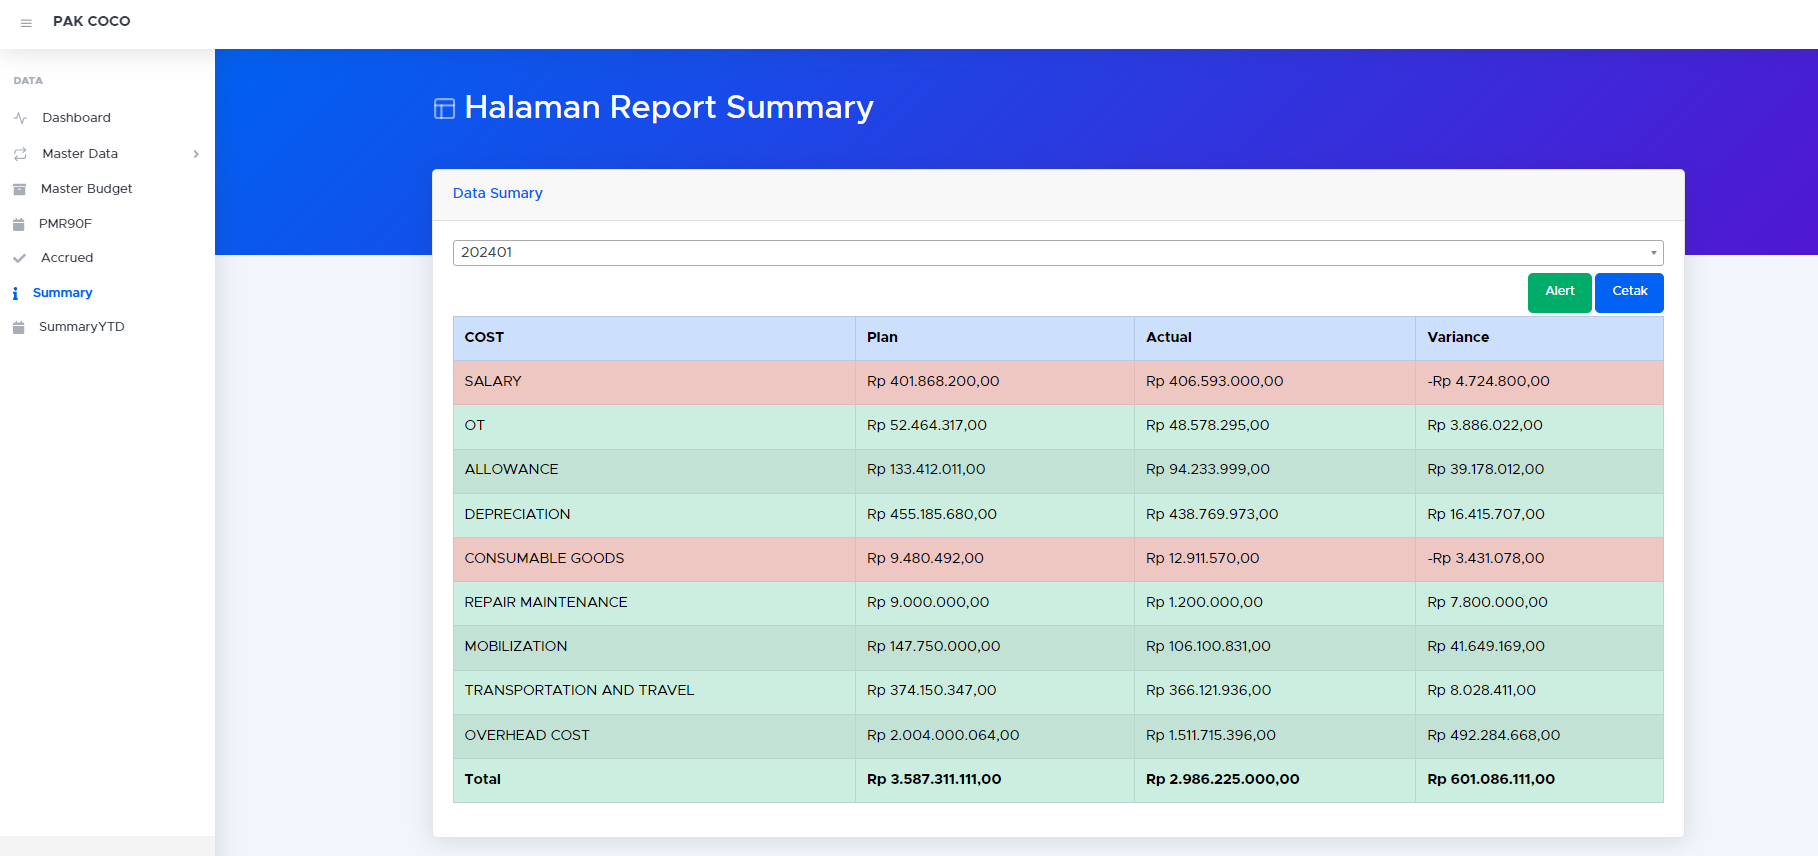 PAK COCO
DATA
Dashboard
Master Data
Master Budget
PMR90F
Accrued
Summary
SummaryYTD
Halaman Report Summary
Data Sumary
202401
Alert Cetak
COST Plan Actual Variance
SALARY Rp 401.868.200,00 Rp 406.593.000,00 -Rp 4.724.800,00
OT Rp 52.464.317,00 Rp 48.578.295,00 Rp 3.886.022,00
ALLOWANCE Rp 133.412.011,00 Rp 94.233.999,00 Rp 39.178.012,00
DEPRECIATION Rp 455.185.680,00 Rp 438.769.973,00 Rp 16.415.707,00
CONSUMABLE GOODS Rp 9.480.492,00 Rp 12.911.570,00 -Rp 3.431.078,00
REPAIR MAINTENANCE Rp 9.000.000,00 Rp 1.200.000,00 Rp 7.800.000,00
MOBILIZATION Rp 147.750.000,00 Rp 106.100.831,00 Rp 41.649.169,00
TRANSPORTATION AND TRAVEL Rp 374.150.347,00 Rp 366.121.936,00 Rp 8.028.411,00
OVERHEAD COST Rp 2.004.000.064,00 Rp 1.511.715.396,00 Rp 492.284.668,00
Total Rp 3.587.311.111,00 Rp 2.986.225.000,00 Rp 601.086.111,00